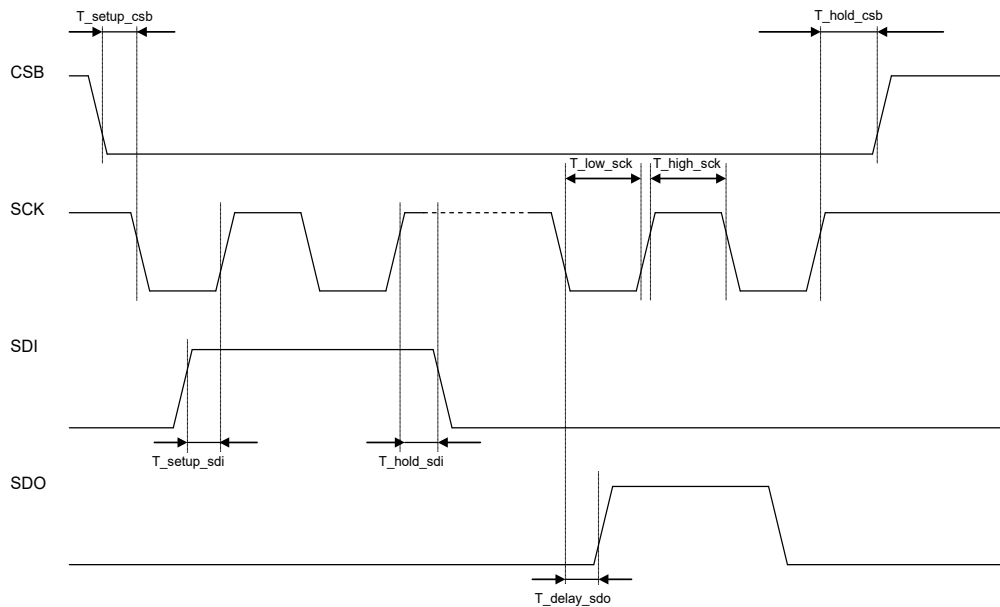 T_setup_csb
T_hold_csb
CSB
T_low_sck
T_high_sck
SCK
SDI
T_setup_sdi
T_hold_sdi
SDO
T_delay_sdo